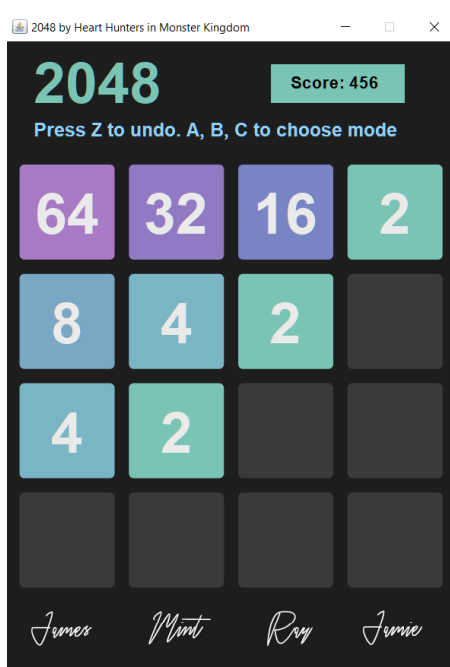 2048 by Heart Hunters in Monster Kingdom
2048
Score: 456
Press Z to undo. A, B, C to choose mode
64 32 16 2
8 4 2
4 2
James Mint Ray Jamie